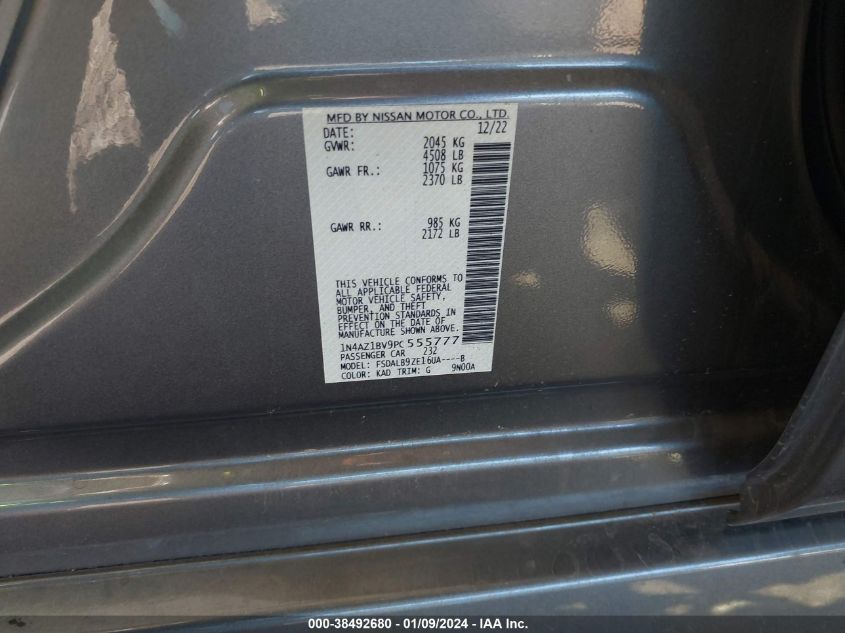 MFD BY NISSAN MOTOR CO., LTD.
DATE: 12/22
GVWR: 2045 KG
4508 LB
GAWR FR.: 1075 KG
2370 LB
GAWR RR.: 985 KG
2172 LB
THIS VEHICLE CONFORMS TO
ALL APPLICABLE FEDERAL
MOTOR VEHICLE SAFETY,
BUMPER, AND THEFT
PREVENTION STANDARDS IN
EFFECT ON THE DATE OF
MANUFACTURE SHOWN ABOVE.
1N4AZ1BV9PC555777
PASSENGER CAR 232
MODEL: FSDALB9ZE16UA----B
COLOR: KAD TRIM: G 9N00A
000-38492680 - 01/09/2024 - IAA Inc.